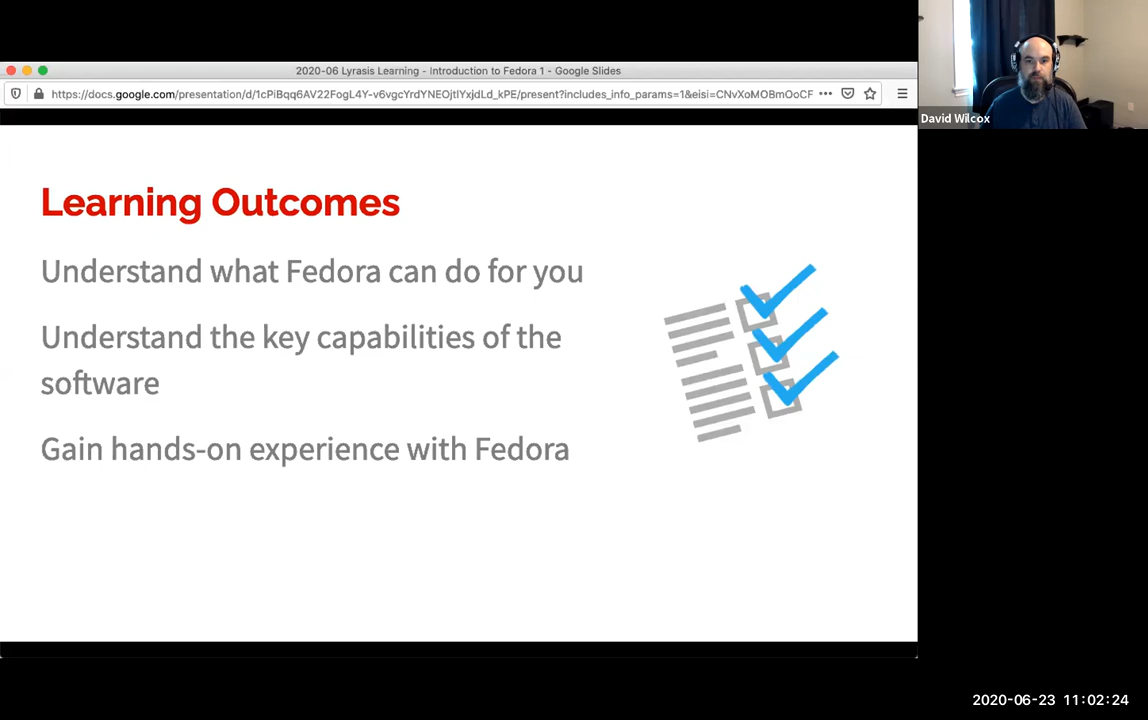 2020-06 Lyrasis Learning - Introduction to Fedora 1 - Google Slides
https://docs.google.com/presentation/d/1cPiBqq6AV22FogL4Y-v6vgcYrdYNEOjtlYxjdLd_kPE/present?includes_info_params=1&eisi=CNvXoMOBmOoCF
David Wilcox
Learning Outcomes
Understand what Fedora can do for you
Understand the key capabilities of the
software
Gain hands-on experience with Fedora
2020-06-23 11:02:24